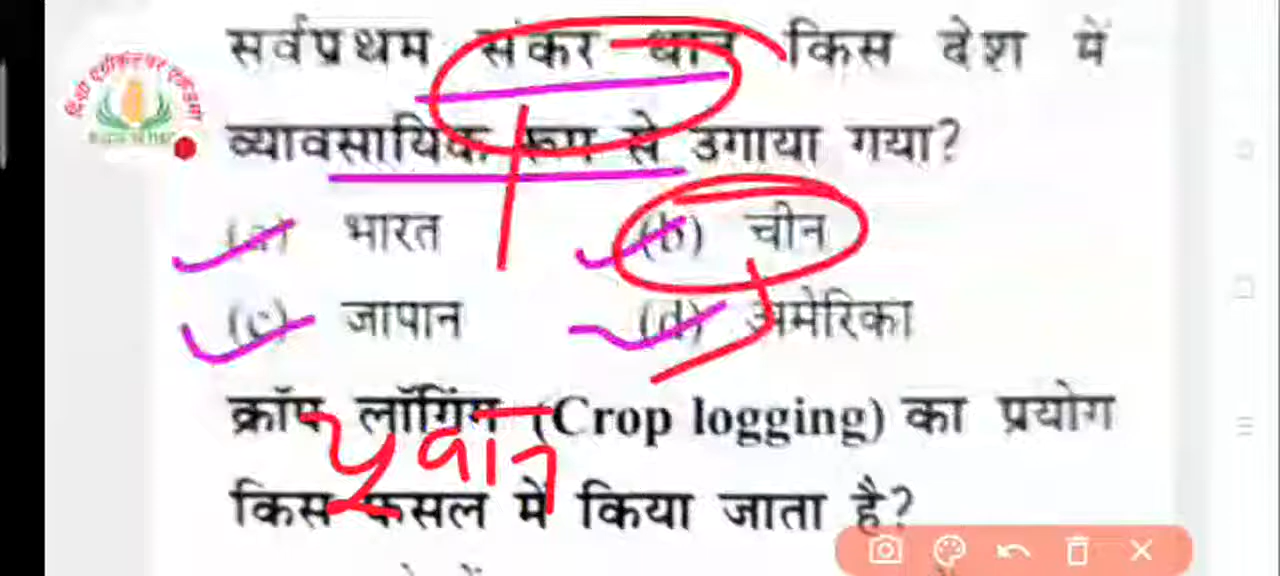 सर्वप्रथम संकर धान किस देश में
व्यावसायिक रूप से उगाया गया?
(a) भारत (b) चीन
(c) जापान (d) अमेरिका
क्रॉप लॉगिंग (Crop logging) का प्रयोग
किस फसल में किया जाता है?